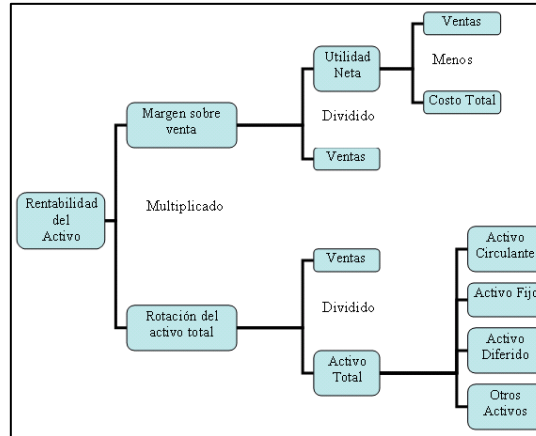 Ventas
Utilidad
Neta
Menos
Costo Total
Margen sobre
venta
Dividido
Ventas
Rentabilidad
del
Activo
Multiplicado
Ventas
Rotación del
activo total
Dividido
Activo
Total
Activo
Circulante
Activo Fijo
Activo
Diferido
Otros
Activos